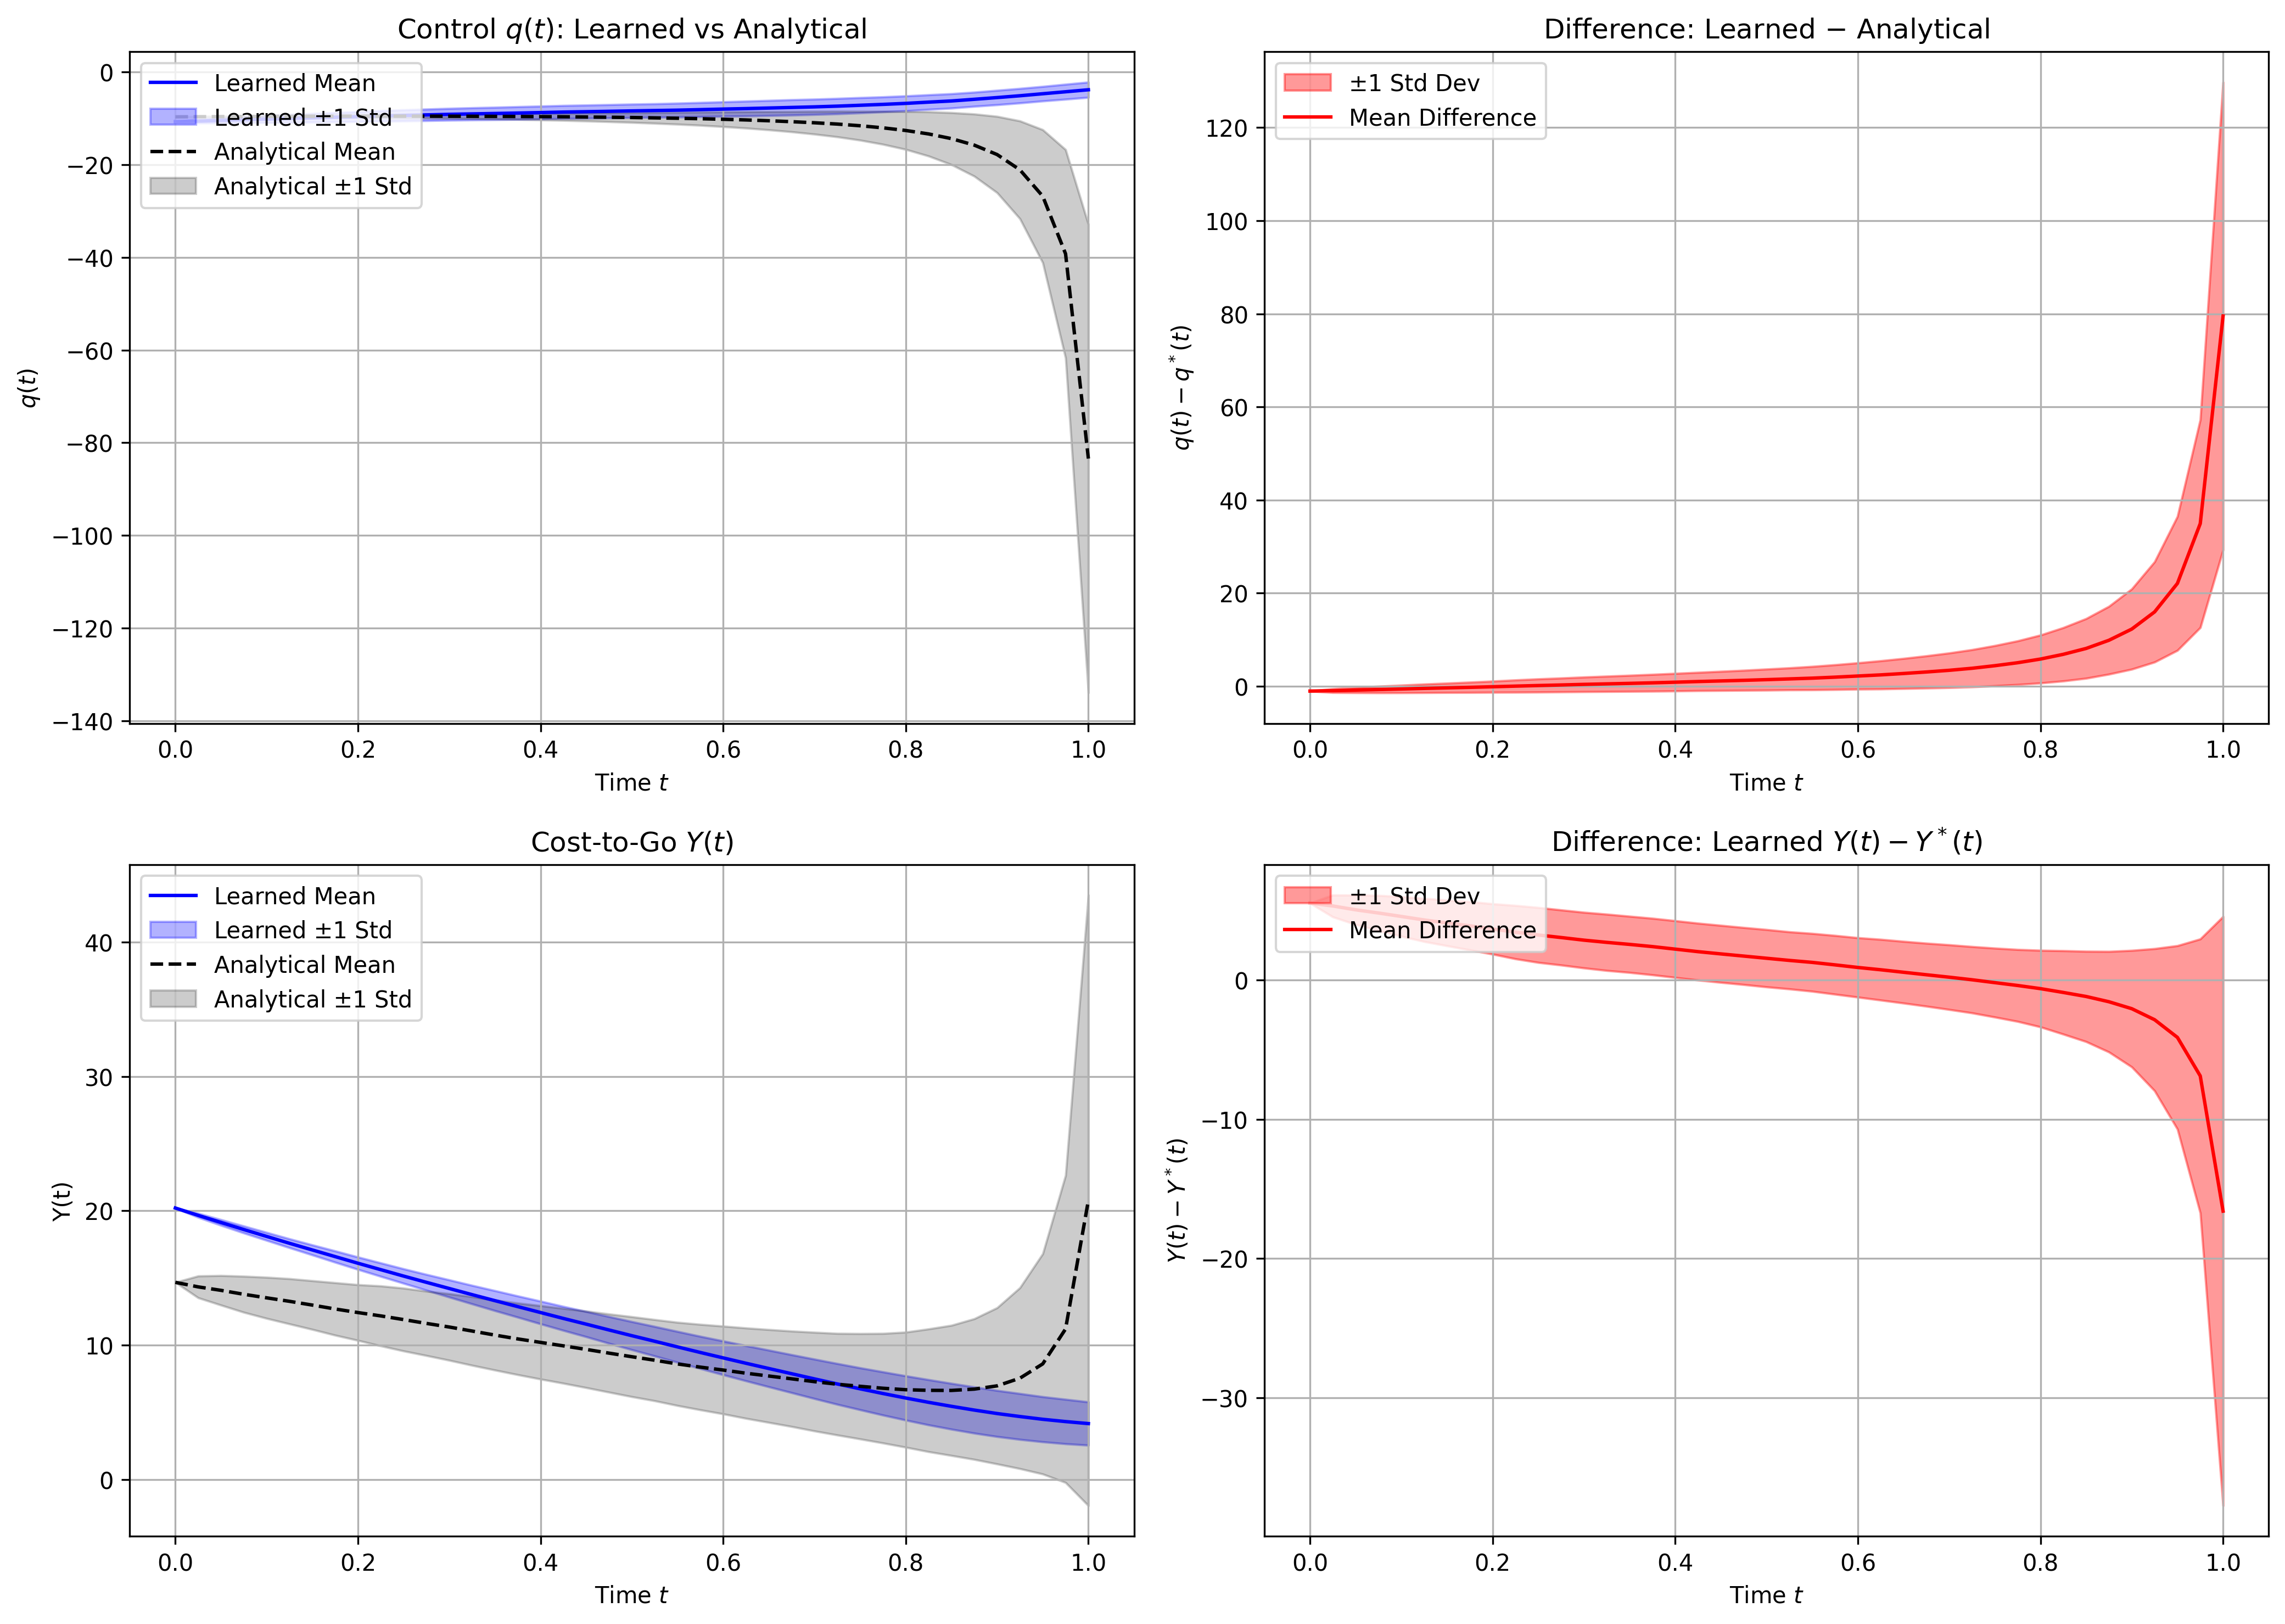 Control q(t): Learned vs Analytical
Learned Mean
Learned ±1 Std
Analytical Mean
Analytical ±1 Std
q(t)
0
−20
−40
−60
−80
−100
−120
−140
0.0 0.2 0.4 0.6 0.8 1.0
Time t
Difference: Learned − Analytical
±1 Std Dev
Mean Difference
q(t) − q*(t)
120
100
80
60
40
20
0
0.0 0.2 0.4 0.6 0.8 1.0
Time t
Cost-to-Go Y(t)
Learned Mean
Learned ±1 Std
Analytical Mean
Analytical ±1 Std
Y(t)
40
30
20
10
0
0.0 0.2 0.4 0.6 0.8 1.0
Time t
Difference: Learned Y(t) − Y*(t)
±1 Std Dev
Mean Difference
Y(t) − Y*(t)
0
−10
−20
−30
0.0 0.2 0.4 0.6 0.8 1.0
Time t